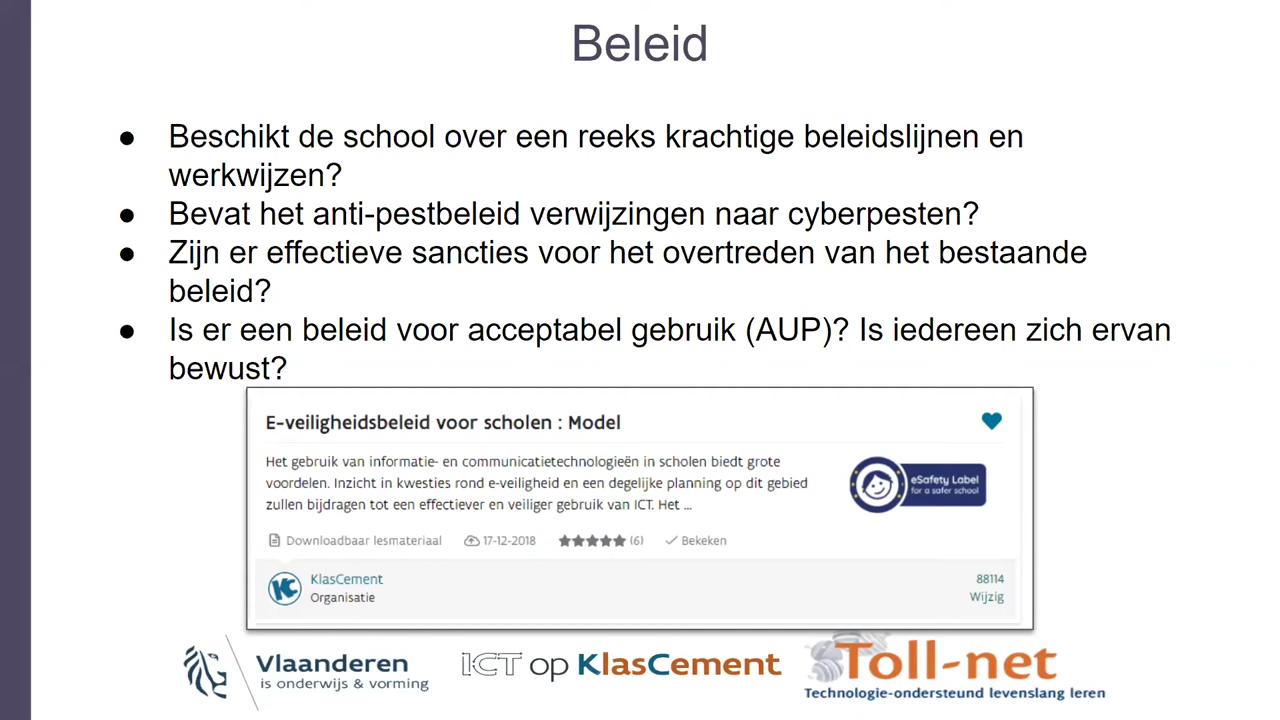 Beleid
● Beschikt de school over een reeks krachtige beleidslijnen en
werkwijzen?
● Bevat het anti-pestbeleid verwijzingen naar cyberpesten?
● Zijn er effectieve sancties voor het overtreden van het bestaande
beleid?
● Is er een beleid voor acceptabel gebruik (AUP)? Is iedereen zich ervan
bewust?
E-veiligheidsbeleid voor scholen : Model
Het gebruik van informatie- en communicatietechnologieën in scholen biedt grote
voordelen. Inzicht in kwesties rond e-veiligheid en een degelijke planning op dit gebied
zullen bijdragen tot een effectiever en veiliger gebruik van ICT. Het ...
eSafety Label
for a safer school
Downloadbaar lesmateriaal 17-12-2018 (6) Bekeken
KC KlasCement 88114
Organisatie Wijzig
Vlaanderen
is onderwijs & vorming
ICT op KlasCement
Toll-net
Technologie-ondersteund levenslang leren